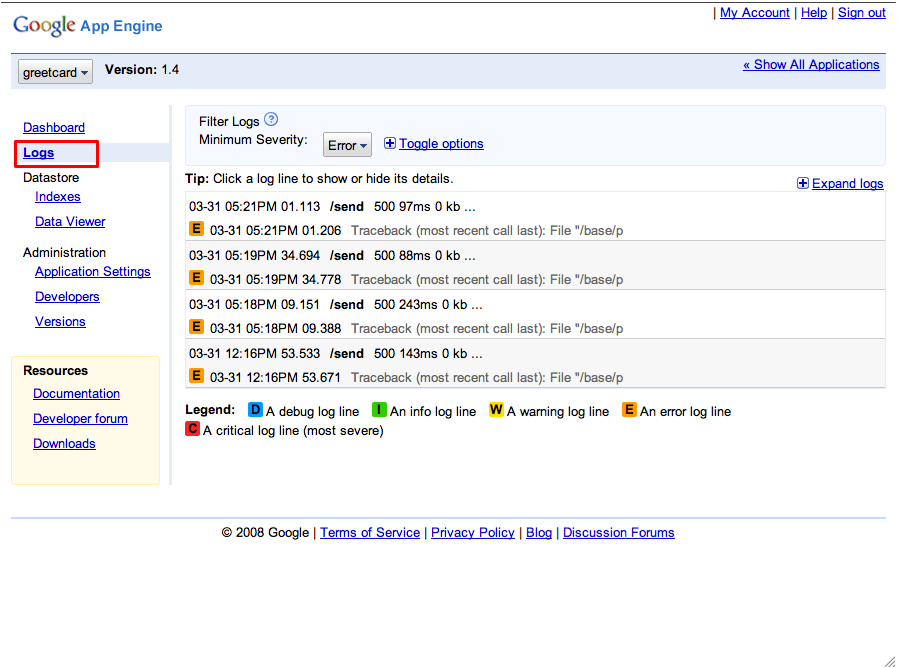 | My Account | Help | Sign out
Google App Engine
greetcard Version: 1.4
« Show All Applications
Dashboard
Logs
Datastore
Indexes
Data Viewer
Administration
Application Settings
Developers
Versions
Resources
Documentation
Developer forum
Downloads
Filter Logs ?
Minimum Severity: Error Toggle options
Tip: Click a log line to show or hide its details.
Expand logs
03-31 05:21PM 01.113 /send 500 97ms 0 kb ...
E 03-31 05:21PM 01.206 Traceback (most recent call last): File "/base/p
03-31 05:19PM 34.694 /send 500 88ms 0 kb ...
E 03-31 05:19PM 34.778 Traceback (most recent call last): File "/base/p
03-31 05:18PM 09.151 /send 500 243ms 0 kb ...
E 03-31 05:18PM 09.388 Traceback (most recent call last): File "/base/p
03-31 12:16PM 53.533 /send 500 143ms 0 kb ...
E 03-31 12:16PM 53.671 Traceback (most recent call last): File "/base/p
Legend: D A debug log line I An info log line W A warning log line E An error log line
C A critical log line (most severe)
© 2008 Google | Terms of Service | Privacy Policy | Blog | Discussion Forums